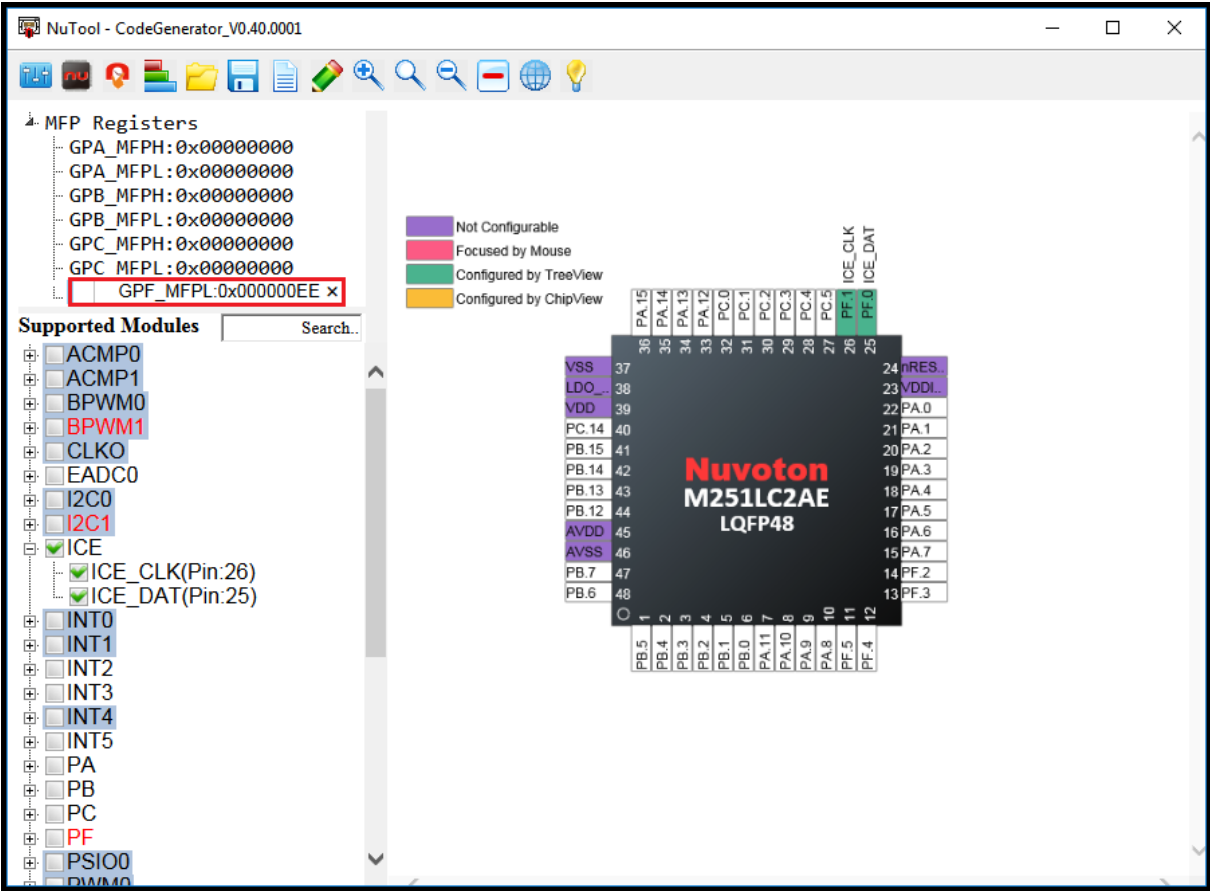 NuTool - CodeGenerator_V0.40.0001
nu
MFP Registers
GPA_MFPH:0x00000000
GPA_MFPL:0x00000000
GPB_MFPH:0x00000000
GPB_MFPL:0x00000000
GPC_MFPH:0x00000000
GPC_MFPL:0x00000000
GPF_MFPL:0x000000EE ×
Supported Modules
Search..
ACMP0
ACMP1
BPWM0
BPWM1
CLKO
EADC0
I2C0
I2C1
ICE
ICE_CLK(Pin:26)
ICE_DAT(Pin:25)
INT0
INT1
INT2
INT3
INT4
INT5
PA
PB
PC
PF
PSIO0
PWM0
Not Configurable
Focused by Mouse
Configured by TreeView
Configured by ChipView
ICE_CLK
ICE_DAT
PA.15
PA.14
PA.13
PA.12
PC.0
PC.1
PC.2
PC.3
PC.4
PC.5
PF.1
PF.0
36 35 34 33 32 31 30 29 28 27 26 25
VSS 37
LDO_.. 38
VDD 39
PC.14 40
PB.15 41
PB.14 42
PB.13 43
PB.12 44
AVDD 45
AVSS 46
PB.7 47
PB.6 48
Nuvoton
M251LC2AE
LQFP48
24 nRES..
23 VDDI..
22 PA.0
21 PA.1
20 PA.2
19 PA.3
18 PA.4
17 PA.5
16 PA.6
15 PA.7
14 PF.2
13 PF.3
1 2 3 4 5 6 7 8 9 10 11 12
PB.5
PB.4
PB.3
PB.2
PB.1
PB.0
PA.11
PA.10
PA.9
PA.8
PF.5
PF.4